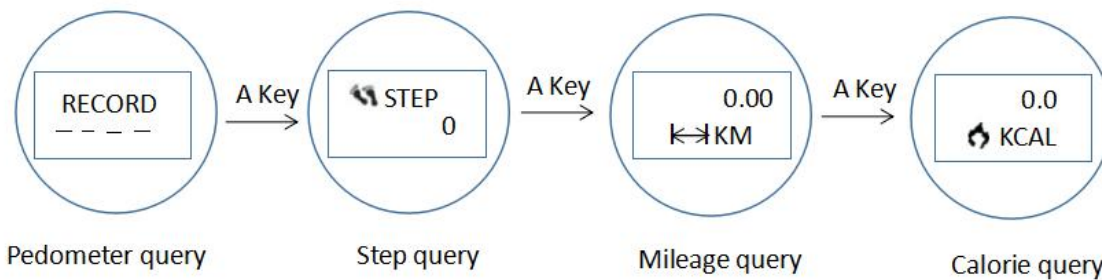 RECORD
_ _ _ _
A Key
STEP
0
A Key
0.00
KM
A Key
0.0
KCAL
Pedometer query
Step query
Mileage query
Calorie query